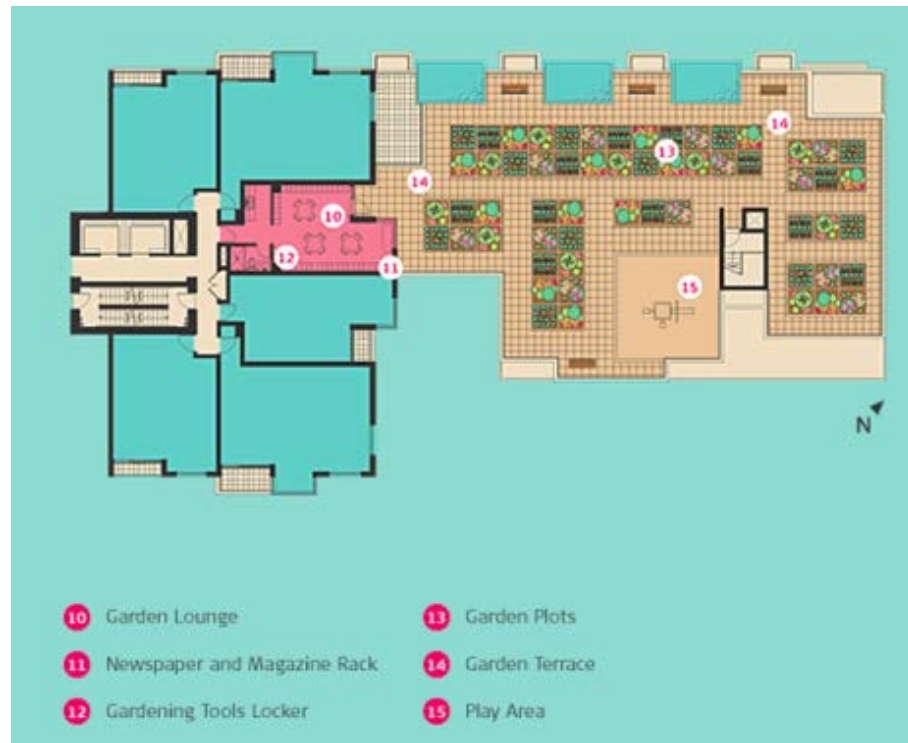 10
14
13
14
12
11
15
N
10 Garden Lounge
11 Newspaper and Magazine Rack
12 Gardening Tools Locker
13 Garden Plots
14 Garden Terrace
15 Play Area